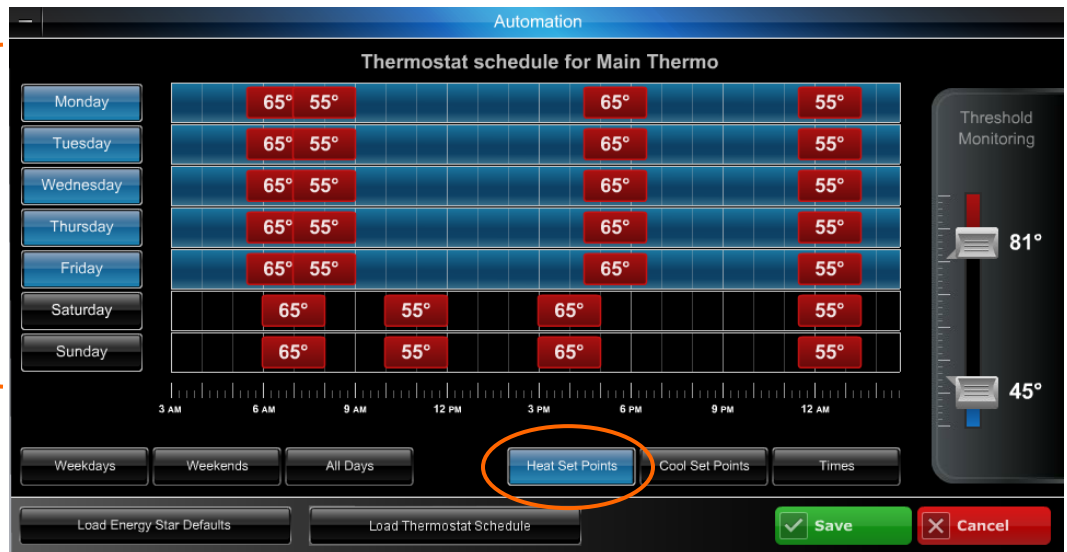 Automation
Thermostat schedule for Main Thermo
Monday 65° 55° 65° 55°
Tuesday 65° 55° 65° 55°
Wednesday 65° 55° 65° 55°
Thursday 65° 55° 65° 55°
Friday 65° 55° 65° 55°
Saturday 65° 55° 65° 55°
Sunday 65° 55° 65° 55°
3 AM 6 AM 9 AM 12 PM 3 PM 6 PM 9 PM 12 AM
Threshold
Monitoring
81°
45°
Weekdays Weekends All Days Heat Set Points Cool Set Points Times
Load Energy Star Defaults Load Thermostat Schedule Save Cancel